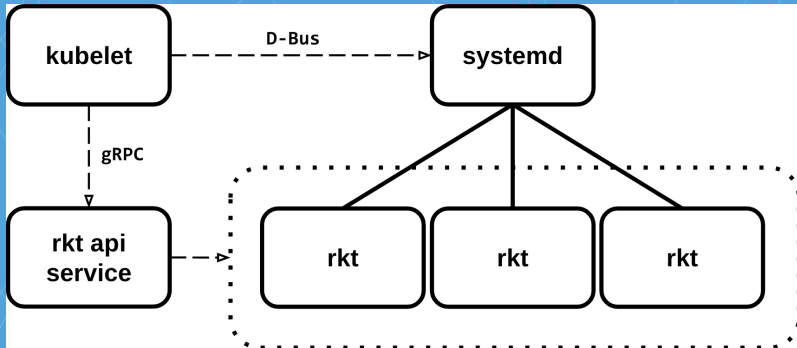 kubelet
D-Bus
systemd
gRPC
rkt api
service
rkt
rkt
rkt